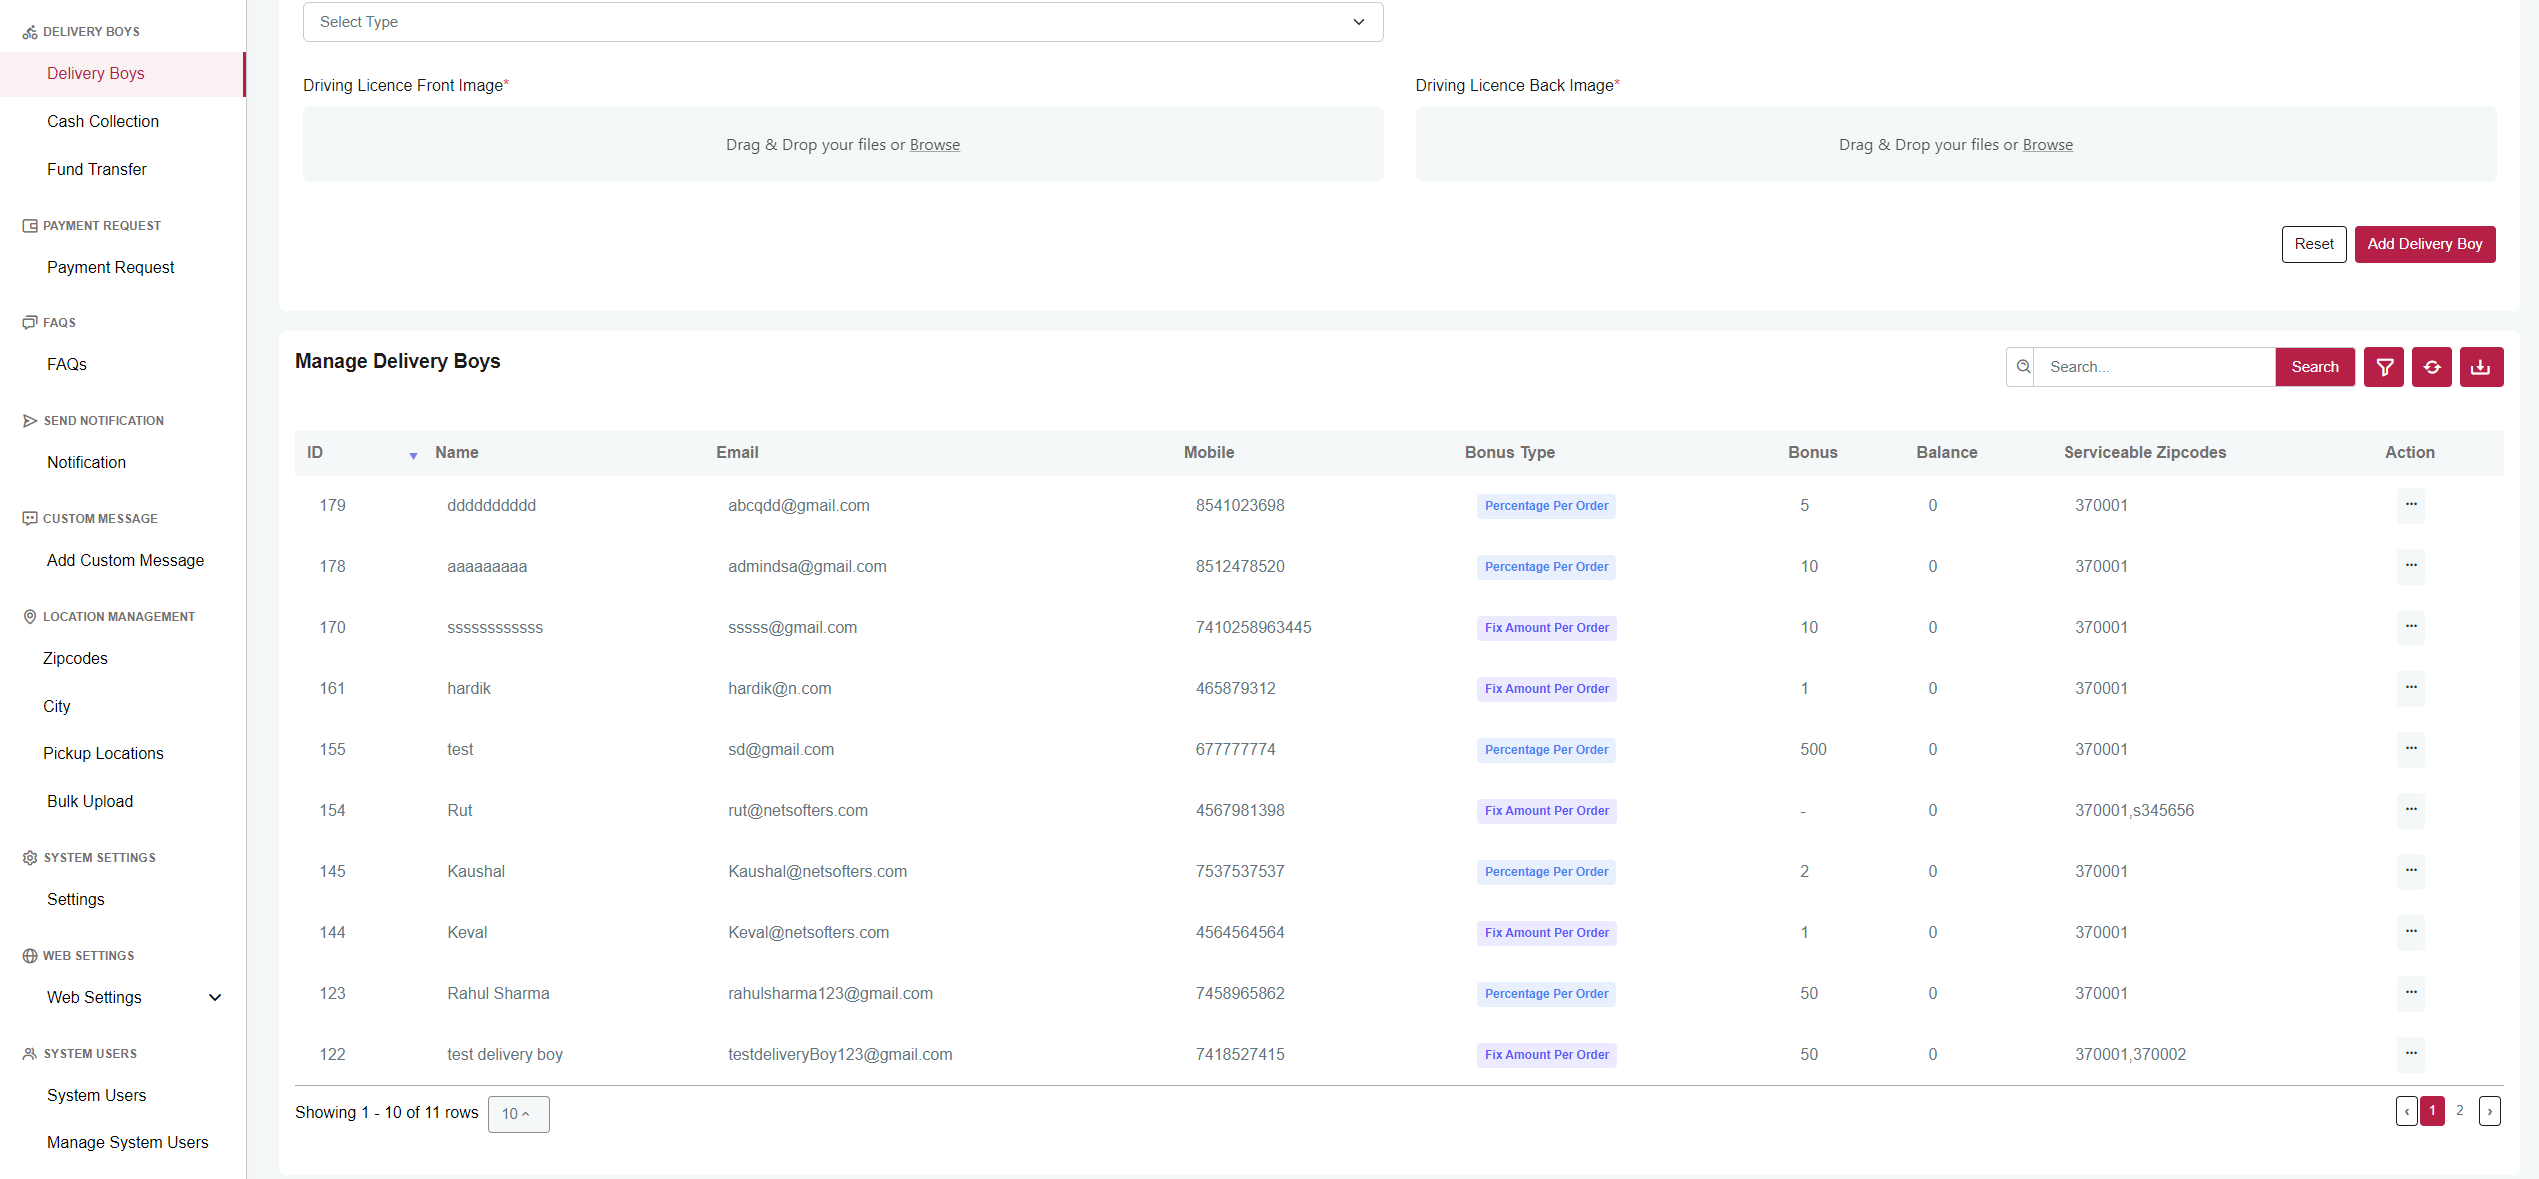 DELIVERY BOYS
Delivery Boys
Cash Collection
Fund Transfer
PAYMENT REQUEST
Payment Request
FAQS
FAQs
SEND NOTIFICATION
Notification
CUSTOM MESSAGE
Add Custom Message
LOCATION MANAGEMENT
Zipcodes
City
Pickup Locations
Bulk Upload
SYSTEM SETTINGS
Settings
WEB SETTINGS
Web Settings
SYSTEM USERS
System Users
Manage System Users
Select Type
Driving Licence Front Image* Driving Licence Back Image*
Drag & Drop your files or Browse Drag & Drop your files or Browse
Reset Add Delivery Boy
Manage Delivery Boys Search... Search
ID Name Email Mobile Bonus Type Bonus Balance Serviceable Zipcodes Action
179 dddddddddd abcqdd@gmail.com 8541023698 Percentage Per Order 5 0 370001 ...
178 aaaaaaaaa admindsa@gmail.com 8512478520 Percentage Per Order 10 0 370001 ...
170 ssssssssssss sssss@gmail.com 7410258963445 Fix Amount Per Order 10 0 370001 ...
161 hardik hardik@n.com 465879312 Fix Amount Per Order 1 0 370001 ...
155 test sd@gmail.com 677777774 Percentage Per Order 500 0 370001 ...
154 Rut rut@netsofters.com 4567981398 Fix Amount Per Order - 0 370001,s345656 ...
145 Kaushal Kaushal@netsofters.com 7537537537 Percentage Per Order 2 0 370001 ...
144 Keval Keval@netsofters.com 4564564564 Fix Amount Per Order 1 0 370001 ...
123 Rahul Sharma rahulsharma123@gmail.com 7458965862 Percentage Per Order 50 0 370001 ...
122 test delivery boy testdeliveryBoy123@gmail.com 7418527415 Fix Amount Per Order 50 0 370001,370002 ...
Showing 1 - 10 of 11 rows 10 ‹ 1 2 ›